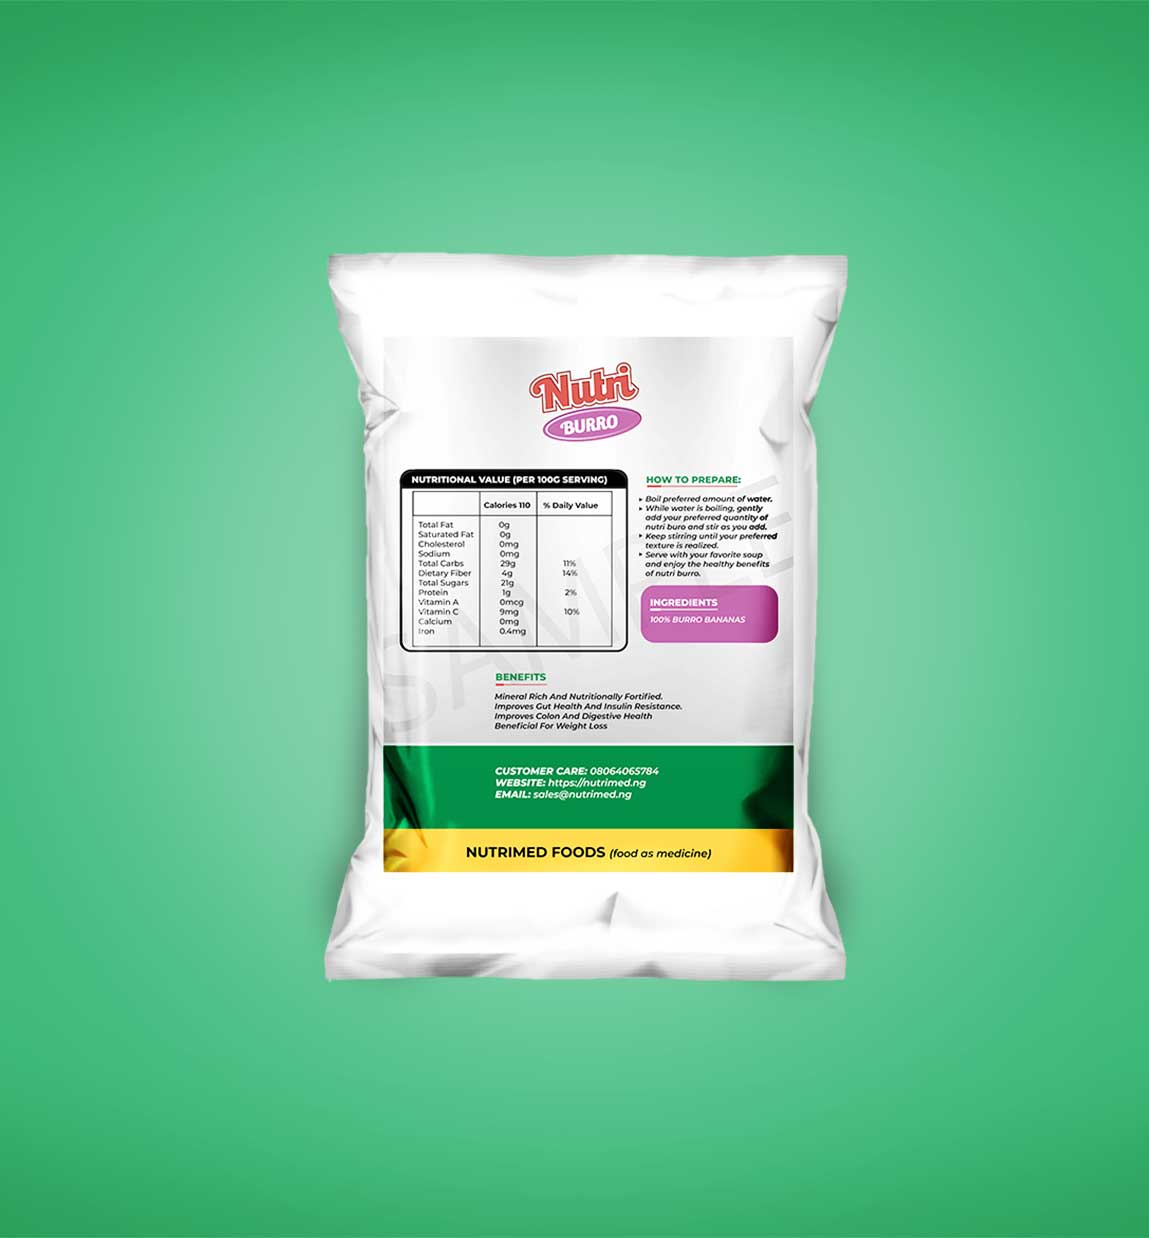 Nutri
BURRO
NUTRITIONAL VALUE (PER 100G SERVING)
Calories 110 % Daily Value
Total Fat 0g
Saturated Fat 0g
Cholesterol 0mg
Sodium 0mg
Total Carbs 29g 11%
Dietary Fiber 4g 14%
Total Sugars 21g
Protein 1g 2%
Vitamin A 0mcg
Vitamin C 9mg 10%
Calcium 0mg
Iron 0.4mg
HOW TO PREPARE:
Boil preferred amount of water.
While water is boiling, gently
add your preferred quantity of
nutri buro and stir as you add.
Keep stirring until your preferred
texture is realized.
Serve with your favorite soup
and enjoy the healthy benefits
of nutri burro.
INGREDIENTS
100% BURRO BANANAS
SAMPLE
BENEFITS
Mineral Rich And Nutritionally Fortified.
Improves Gut Health And Insulin Resistance.
Improves Colon And Digestive Health
Beneficial For Weight Loss
CUSTOMER CARE: 08064065784
WEBSITE: https://nutrimed.ng
EMAIL: sales@nutrimed.ng
NUTRIMED FOODS (food as medicine)